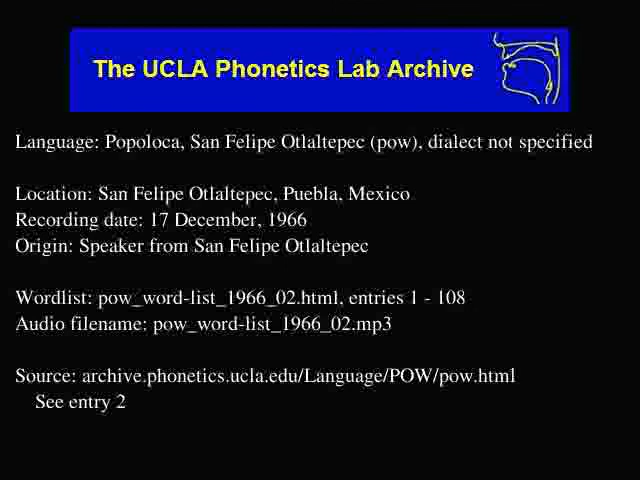 The UCLA Phonetics Lab Archive
Language: Popoloca, San Felipe Otlaltepec (pow), dialect not specified
Location: San Felipe Otlaltepec, Puebla, Mexico
Recording date: 17 December, 1966
Origin: Speaker from San Felipe Otlaltepec
Wordlist: pow_word-list_1966_02.html, entries 1 - 108
Audio filename: pow_word-list_1966_02.mp3
Source: archive.phonetics.ucla.edu/Language/POW/pow.html
See entry 2